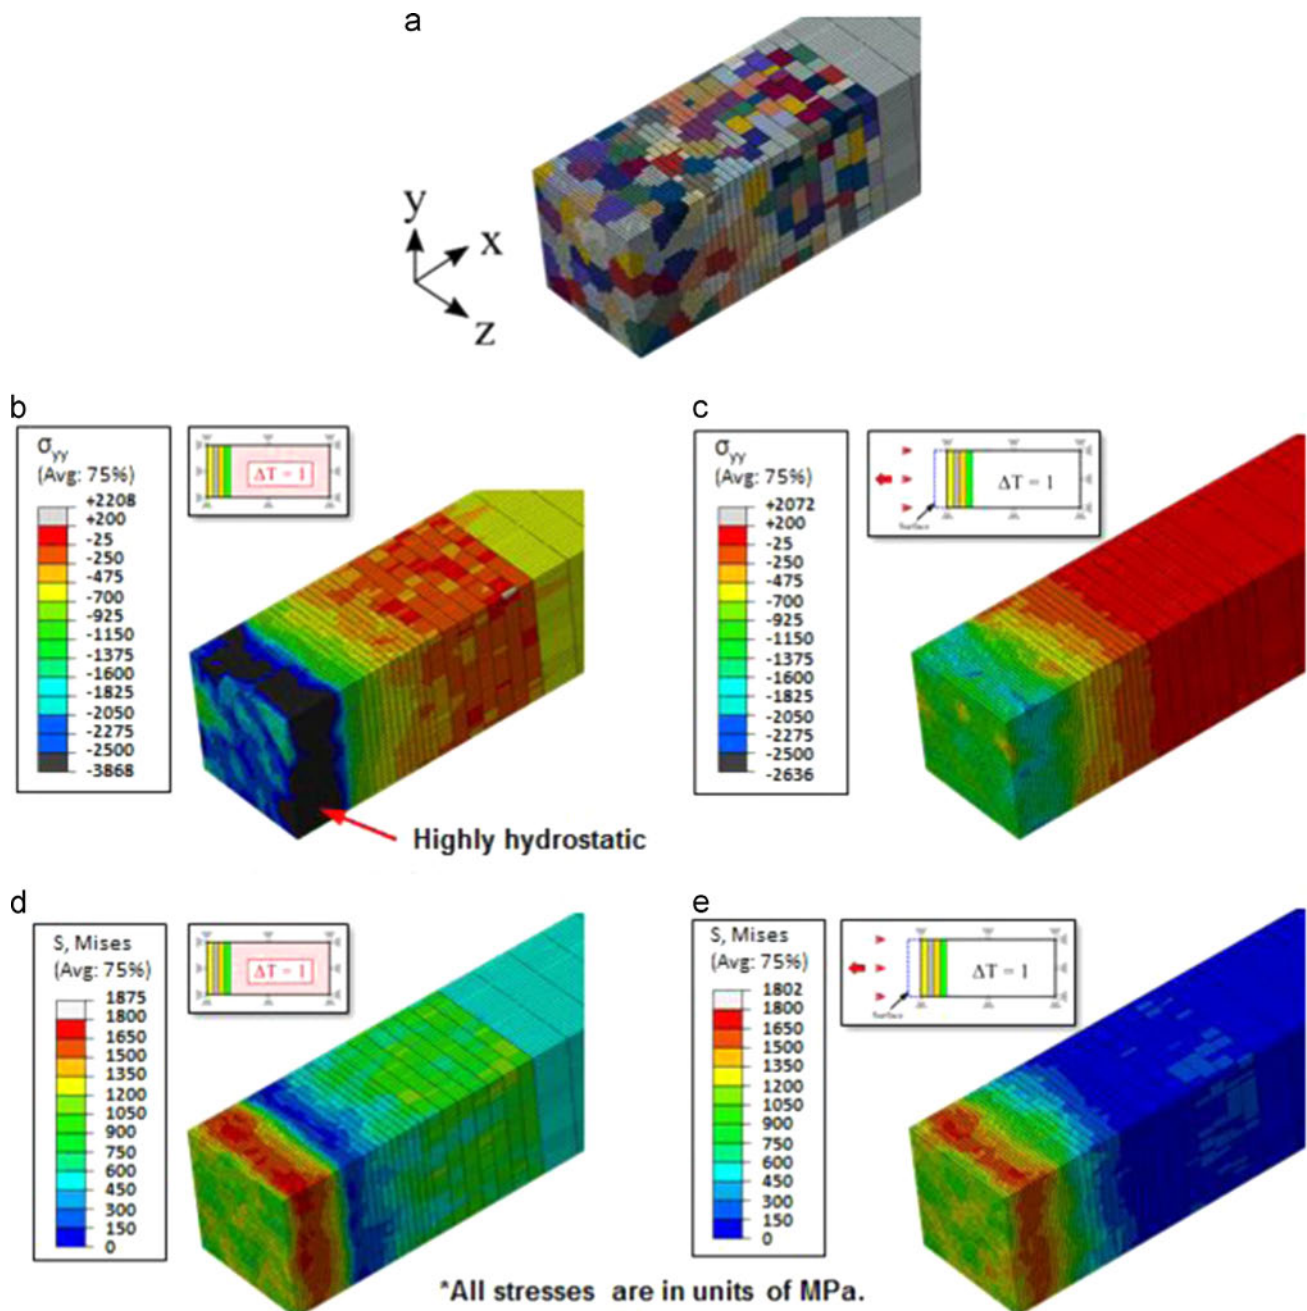 a
y
x
z
b
σyy
(Avg: 75%)
+2208
+200
-25
-250
-475
-700
-925
-1150
-1375
-1600
-1825
-2050
-2275
-2500
-3868
ΔT = 1
Highly hydrostatic
c
σyy
(Avg: 75%)
+2072
+200
-25
-250
-475
-700
-925
-1150
-1375
-1600
-1825
-2050
-2275
-2500
-2636
ΔT = 1
Surface
d
S, Mises
(Avg: 75%)
1875
1800
1650
1500
1350
1200
1050
900
750
600
450
300
150
0
ΔT = 1
e
S, Mises
(Avg: 75%)
1802
1800
1650
1500
1350
1200
1050
900
750
600
450
300
150
0
ΔT = 1
Surface
*All stresses are in units of MPa.